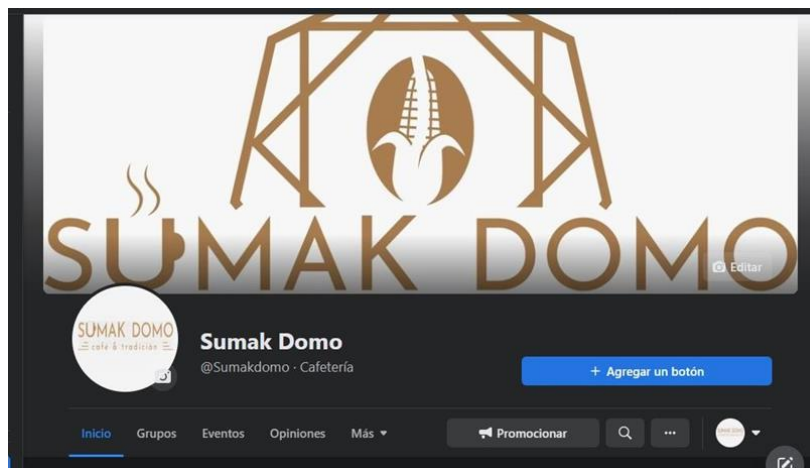 SUMAK DOMO
Editar
SUMAK DOMO
café & tradición
Sumak Domo
@Sumakdomo · Cafetería
+ Agregar un botón
Inicio Grupos Eventos Opiniones Más Promocionar